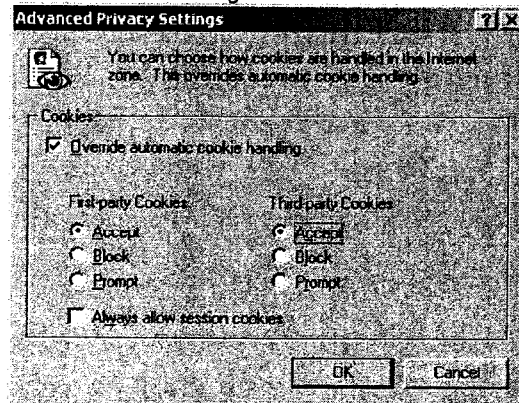 Advanced Privacy Settings
You can choose how cookies are handled in the Internet
zone. This overrides automatic cookie handling.
Cookies
Override automatic cookie handling
First-party Cookies
Third-party Cookies
Accept
Accept
Block
Block
Prompt
Prompt
Always allow session cookies
OK
Cancel